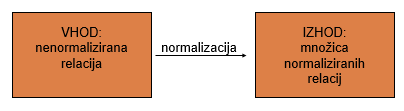 VHOD:
nenormalizirana
relacija
normalizacija
IZHOD:
množica
normaliziranih
relacij